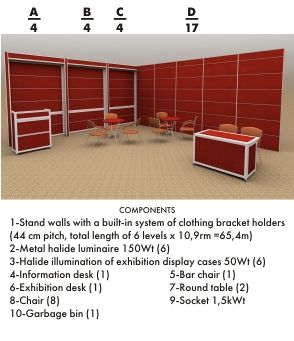 A B C D
4 4 4 17
COMPONENTS
1-Stand walls with a built-in system of clothing bracket holders
(44 cm pitch, total length of 6 levels x 10,9rm =65,4m)
2-Metal halide luminaire 150Wt (6)
3-Halide illumination of exhibition display cases 50Wt (6)
4-Information desk (1) 5-Bar chair (1)
6-Exhibition desk (1) 7-Round table (2)
8-Chair (8) 9-Socket 1,5kWt
10-Garbage bin (1)